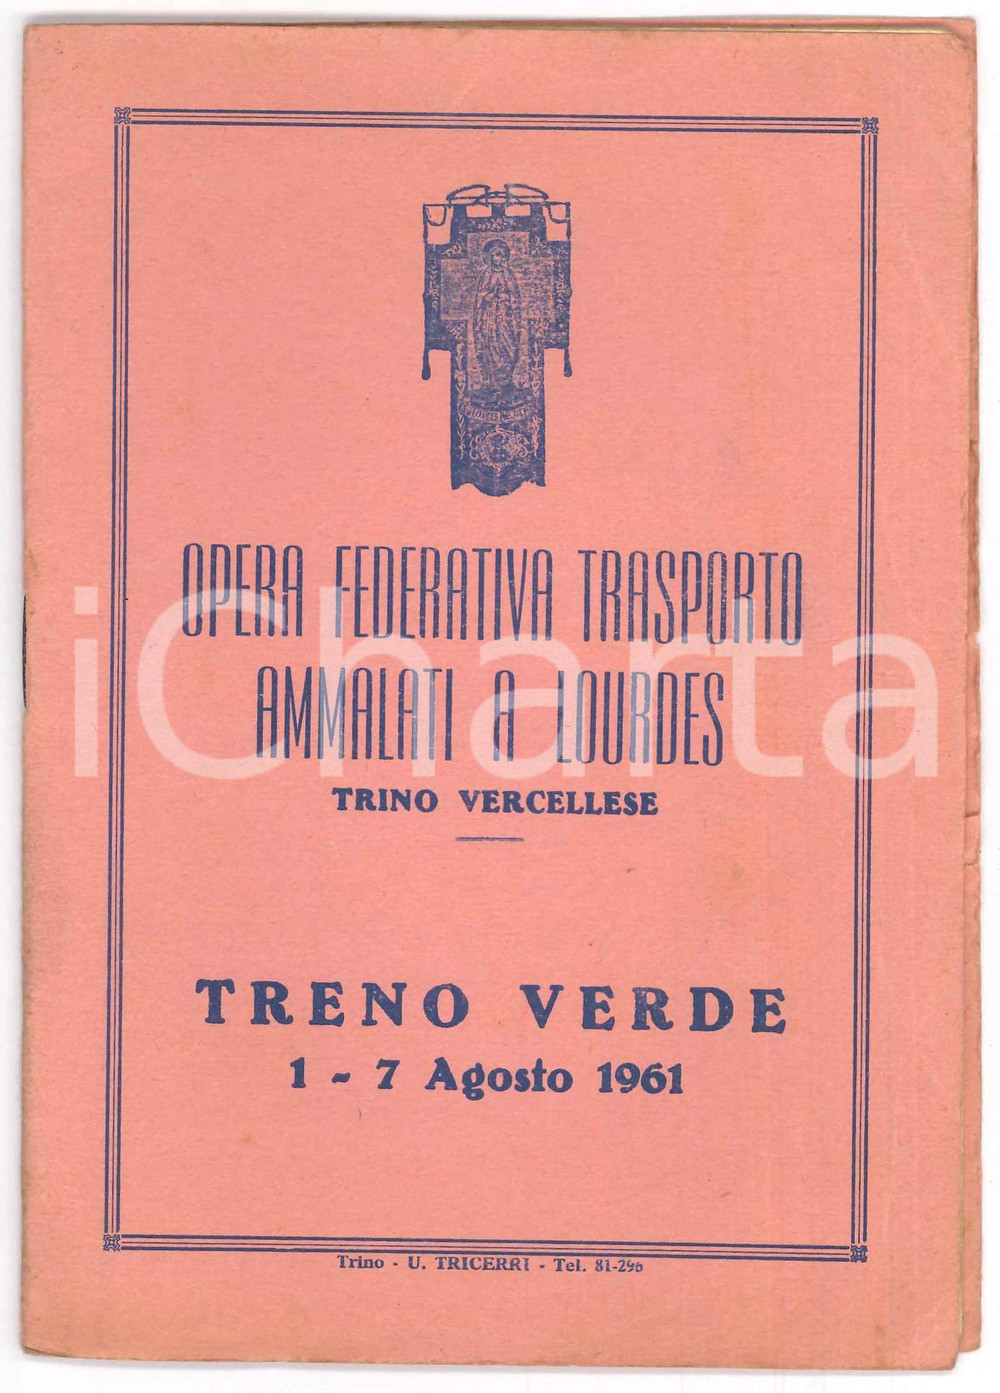 OPERA FEDERATIVA TRASPORTO
AMMALATI A LOURDES
TRINO VERCELLESE
TRENO VERDE
1 - 7 Agosto 1961
Trino - U. TRICERRI - Tel. 81-296
iCharta